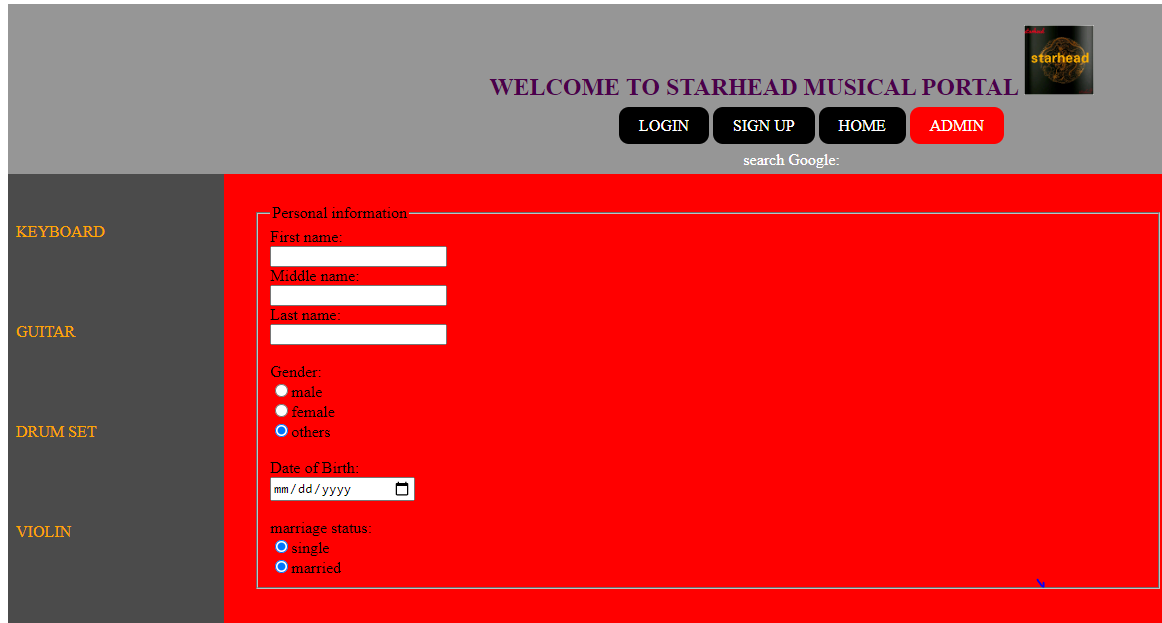 starhead
starhead
WELCOME TO STARHEAD MUSICAL PORTAL
LOGIN SIGN UP HOME ADMIN
search Google:
KEYBOARD
GUITAR
DRUM SET
VIOLIN
Personal information
First name:
Middle name:
Last name:
Gender:
male
female
others
Date of Birth:
mm/dd/yyyy
marriage status:
single
married